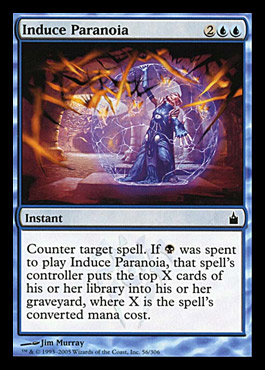 Induce Paranoia 2
Instant
Counter target spell. If was spent
to play Induce Paranoia, that spell's
controller puts the top X cards of
his or her library into his or her
graveyard, where X is the spell's
converted mana cost.
Jim Murray
™ & © 1993-2005 Wizards of the Coast, Inc. 56/306